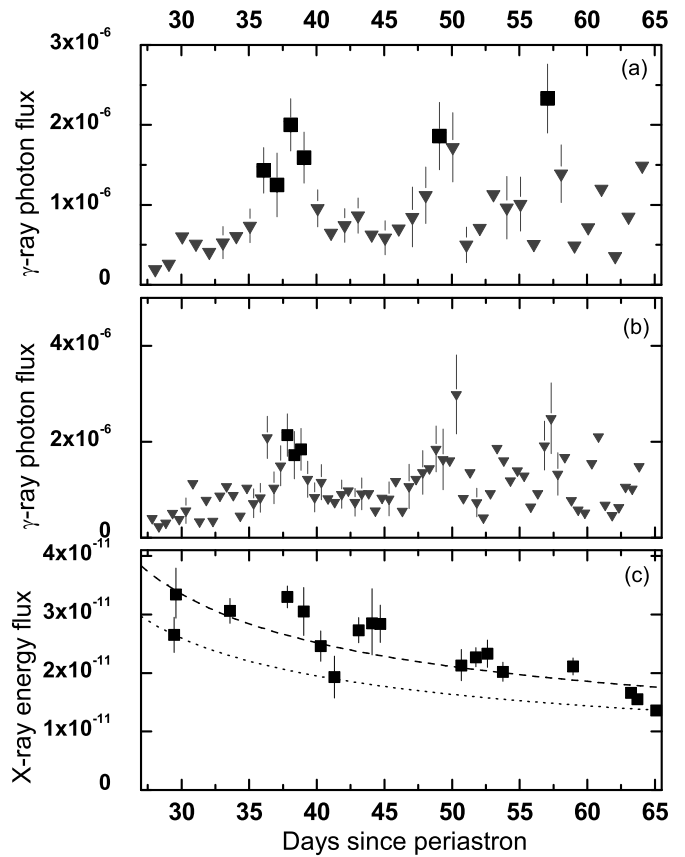 30 35 40 45 50 55 60 65
3x10⁻⁶
2x10⁻⁶
1x10⁻⁶
0
γ-ray photon flux
(a)
4x10⁻⁶
2x10⁻⁶
0
γ-ray photon flux
(b)
4x10⁻¹¹
3x10⁻¹¹
2x10⁻¹¹
1x10⁻¹¹
0
X-ray energy flux
(c)
30 35 40 45 50 55 60 65
Days since periastron